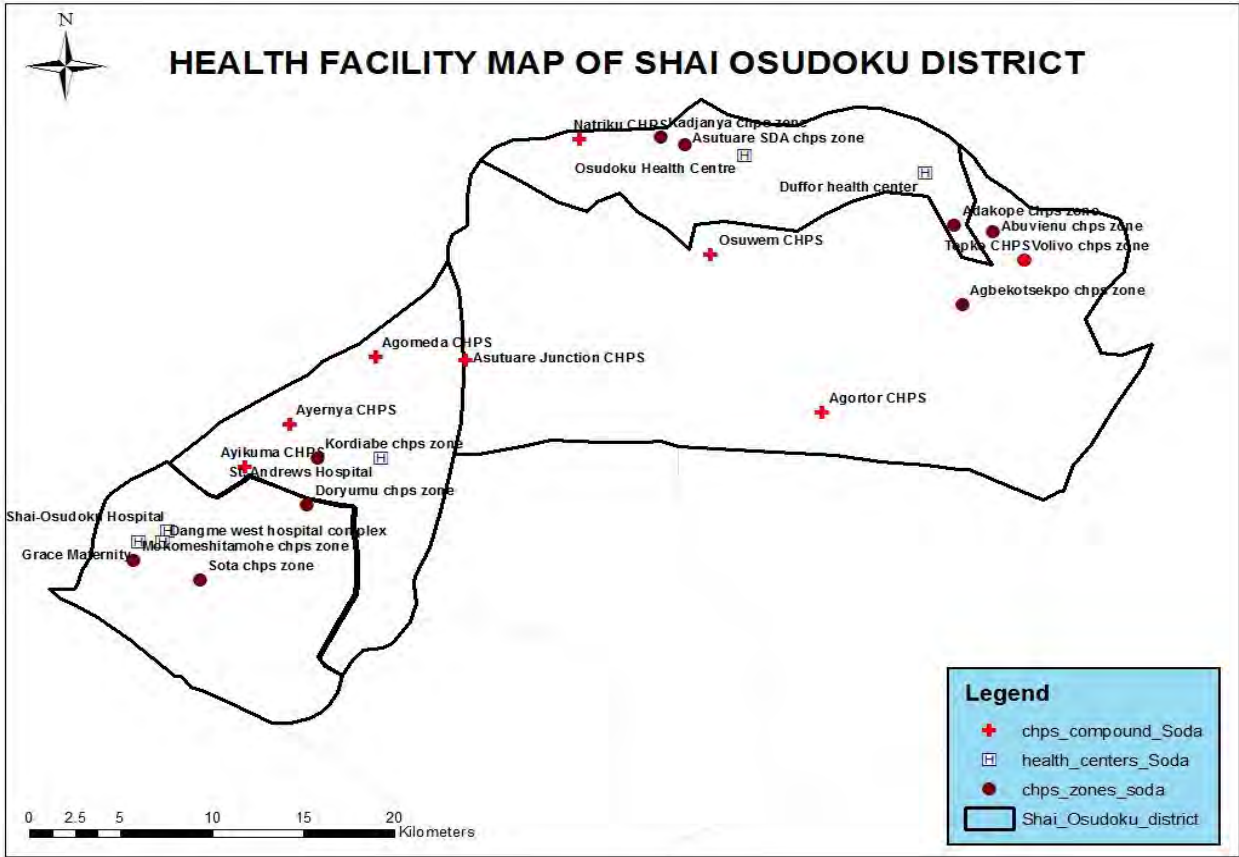 N
HEALTH FACILITY MAP OF SHAI OSUDOKU DISTRICT
Natriku CHPS
Kadjanya chps zone
Asutuare SDA chps zone
Osudoku Health Centre
Duffor health center
Adakope chps zone
Abuvienu chps zone
Osuwem CHPS
Topko CHPS
Volivo chps zone
Agbekotsekpo chps zone
Agomeda CHPS
Asutuare Junction CHPS
Agortor CHPS
Ayernya CHPS
Kordiabe chps zone
Ayikuma CHPS
St. Andrews Hospital
Doryumu chps zone
Shai-Osudoku Hospital
Dangme west hospital complex
Mokomeshitamohe chps zone
Grace Maternity
Sota chps zone
Legend
chps_compound_Soda
H health_centers_Soda
chps_zones_soda
Shai_Osudoku_district
0 2.5 5 10 15 20
Kilometers